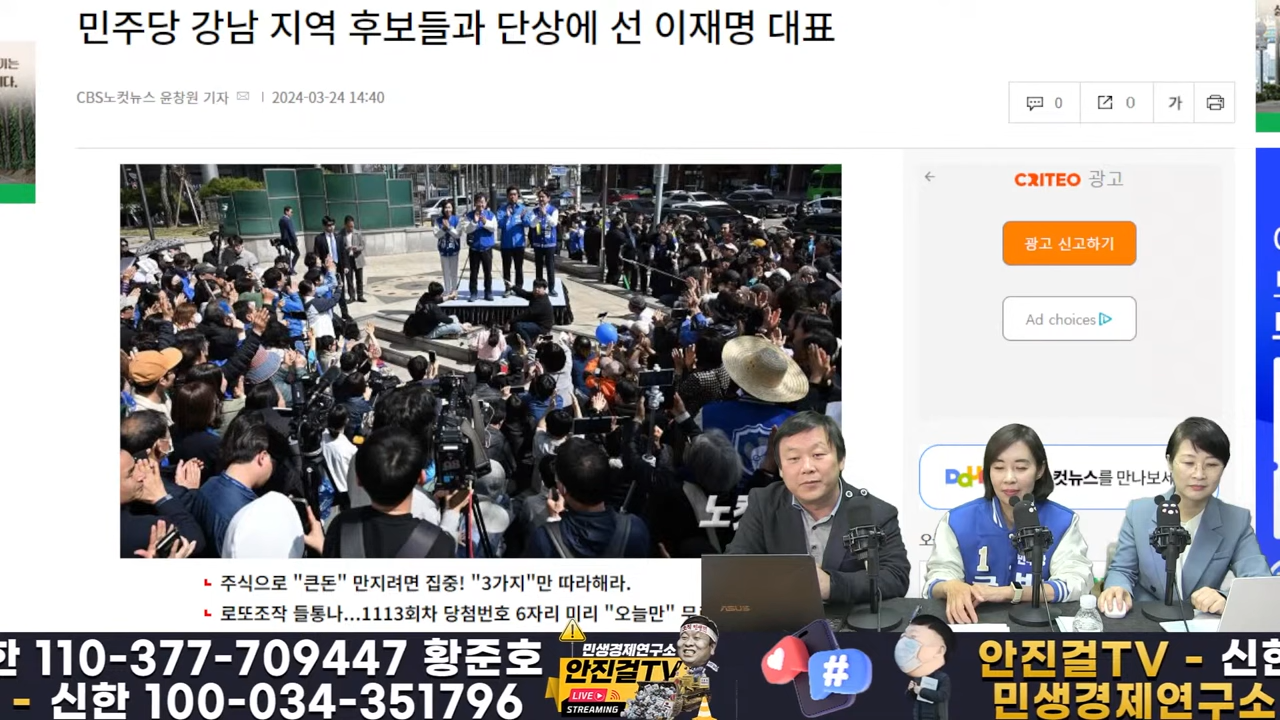 민주당 강남 지역 후보들과 단상에 선 이재명 대표
CBS노컷뉴스 윤창원 기자
2024-03-24 14:40
0
0
가
CRITEO 광고
광고 신고하기
Ad choices
컷뉴스를 만나보세
1
주식으로 "큰돈" 만지려면 집중! "3가지"만 따라해라.
로또조작 들통나...1113회차 당첨번호 6자리 미리 "오늘만"
한 110-377-709447 황준호
- 신한 100-034-351796
민생경제연구소
안진걸TV
LIVE
STREAMING
#
안진걸TV - 신한
민생경제연구소